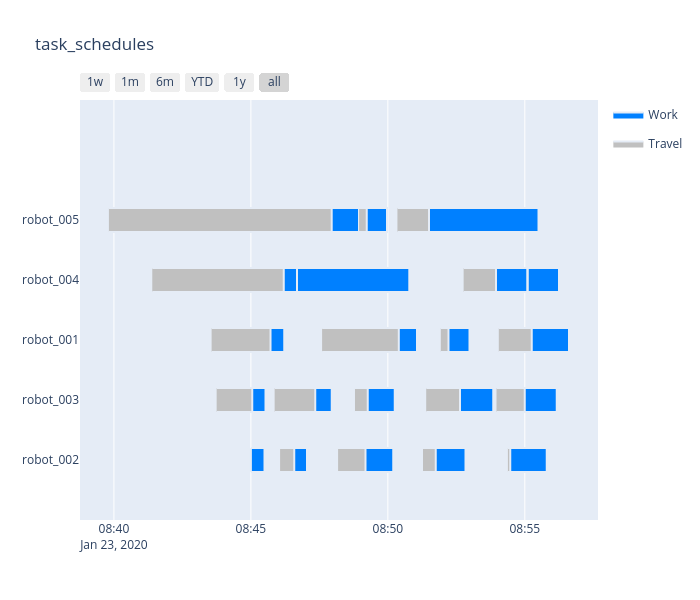 task_schedules
1w 1m 6m YTD 1y all
Work
Travel
robot_005
robot_004
robot_001
robot_003
robot_002
08:40 08:45 08:50 08:55
Jan 23, 2020